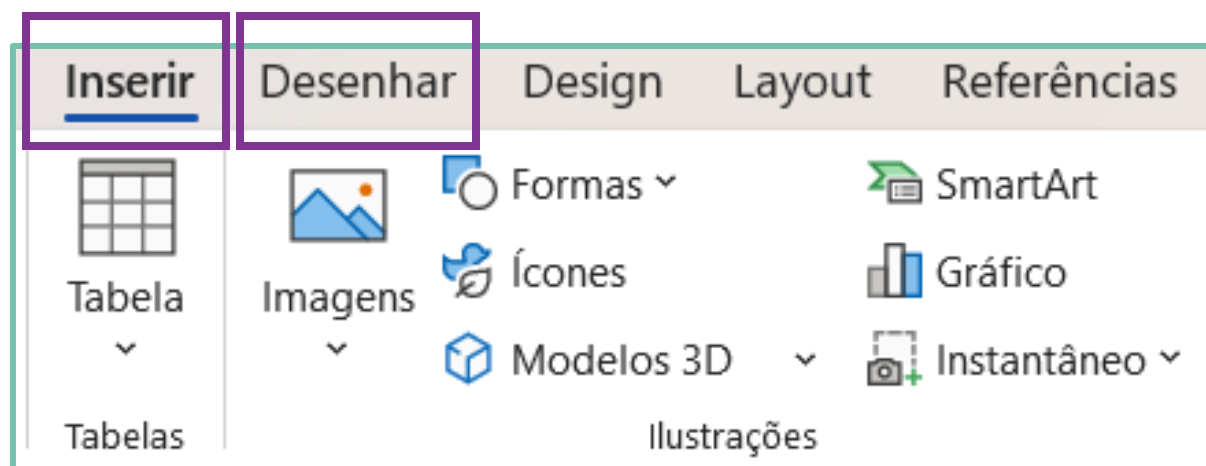 Inserir Desenhar Design Layout Referências
Formas SmartArt
Ícones Gráfico
Tabela Imagens
Modelos 3D Instantâneo
Tabelas Ilustrações